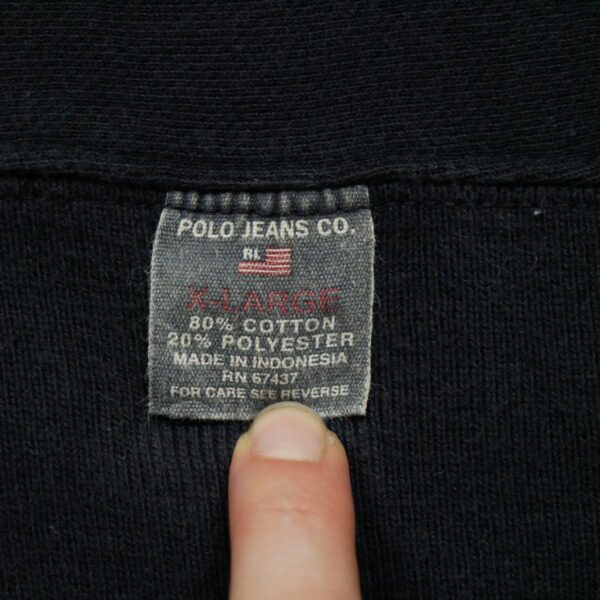 POLO JEANS CO.
RL
X-LARGE
80% COTTON
20% POLYESTER
MADE IN INDONESIA
RN 67437
FOR CARE SEE REVERSE